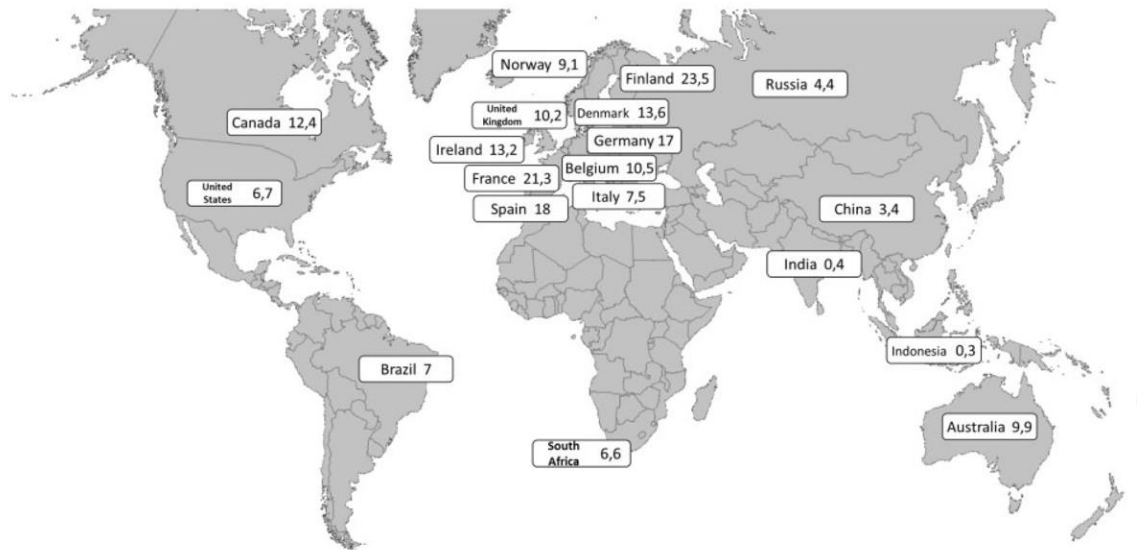 Norway 9,1
Finland 23,5
Russia 4,4
United
Kingdom 10,2
Denmark 13,6
Canada 12,4
Germany 17
Ireland 13,2
Belgium 10,5
France 21,3
United
States 6,7
Italy 7,5
Spain 18
China 3,4
India 0,4
Indonesia 0,3
Brazil 7
Australia 9,9
South
Africa 6,6